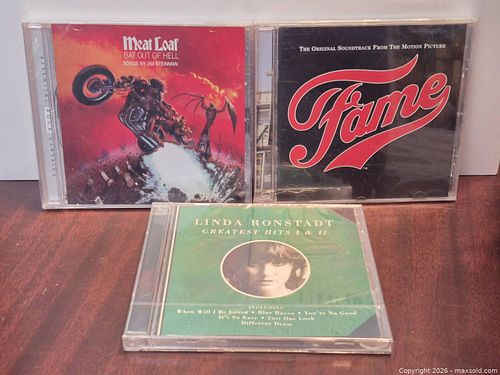 Meat Loaf
BAT OUT OF HELL
SONGS BY JIM STEINMAN
THE ORIGINAL SOUNDTRACK FROM THE MOTION PICTURE
Fame
LINDA RONSTADT
GREATEST HITS I & II
INCLUDING
When Will I Be Loved • Blue Bayou • You're No Good
It's So Easy • Just One Look
Different Drum
Copyright 2026 - maxsold.com